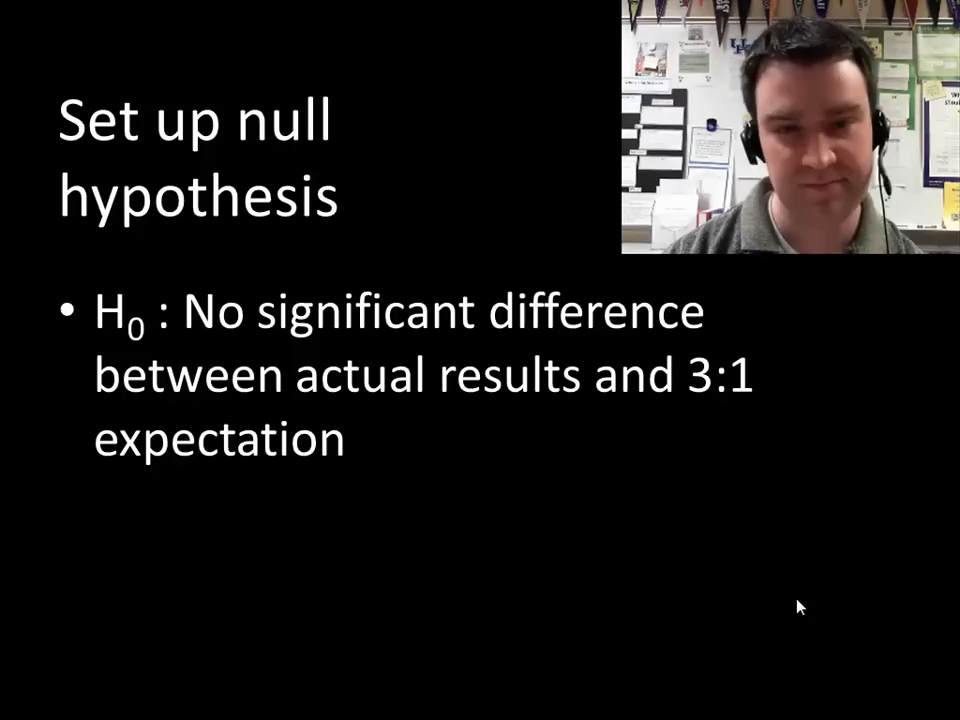 Set up null
hypothesis
• H₀ : No significant difference
between actual results and 3:1
expectation